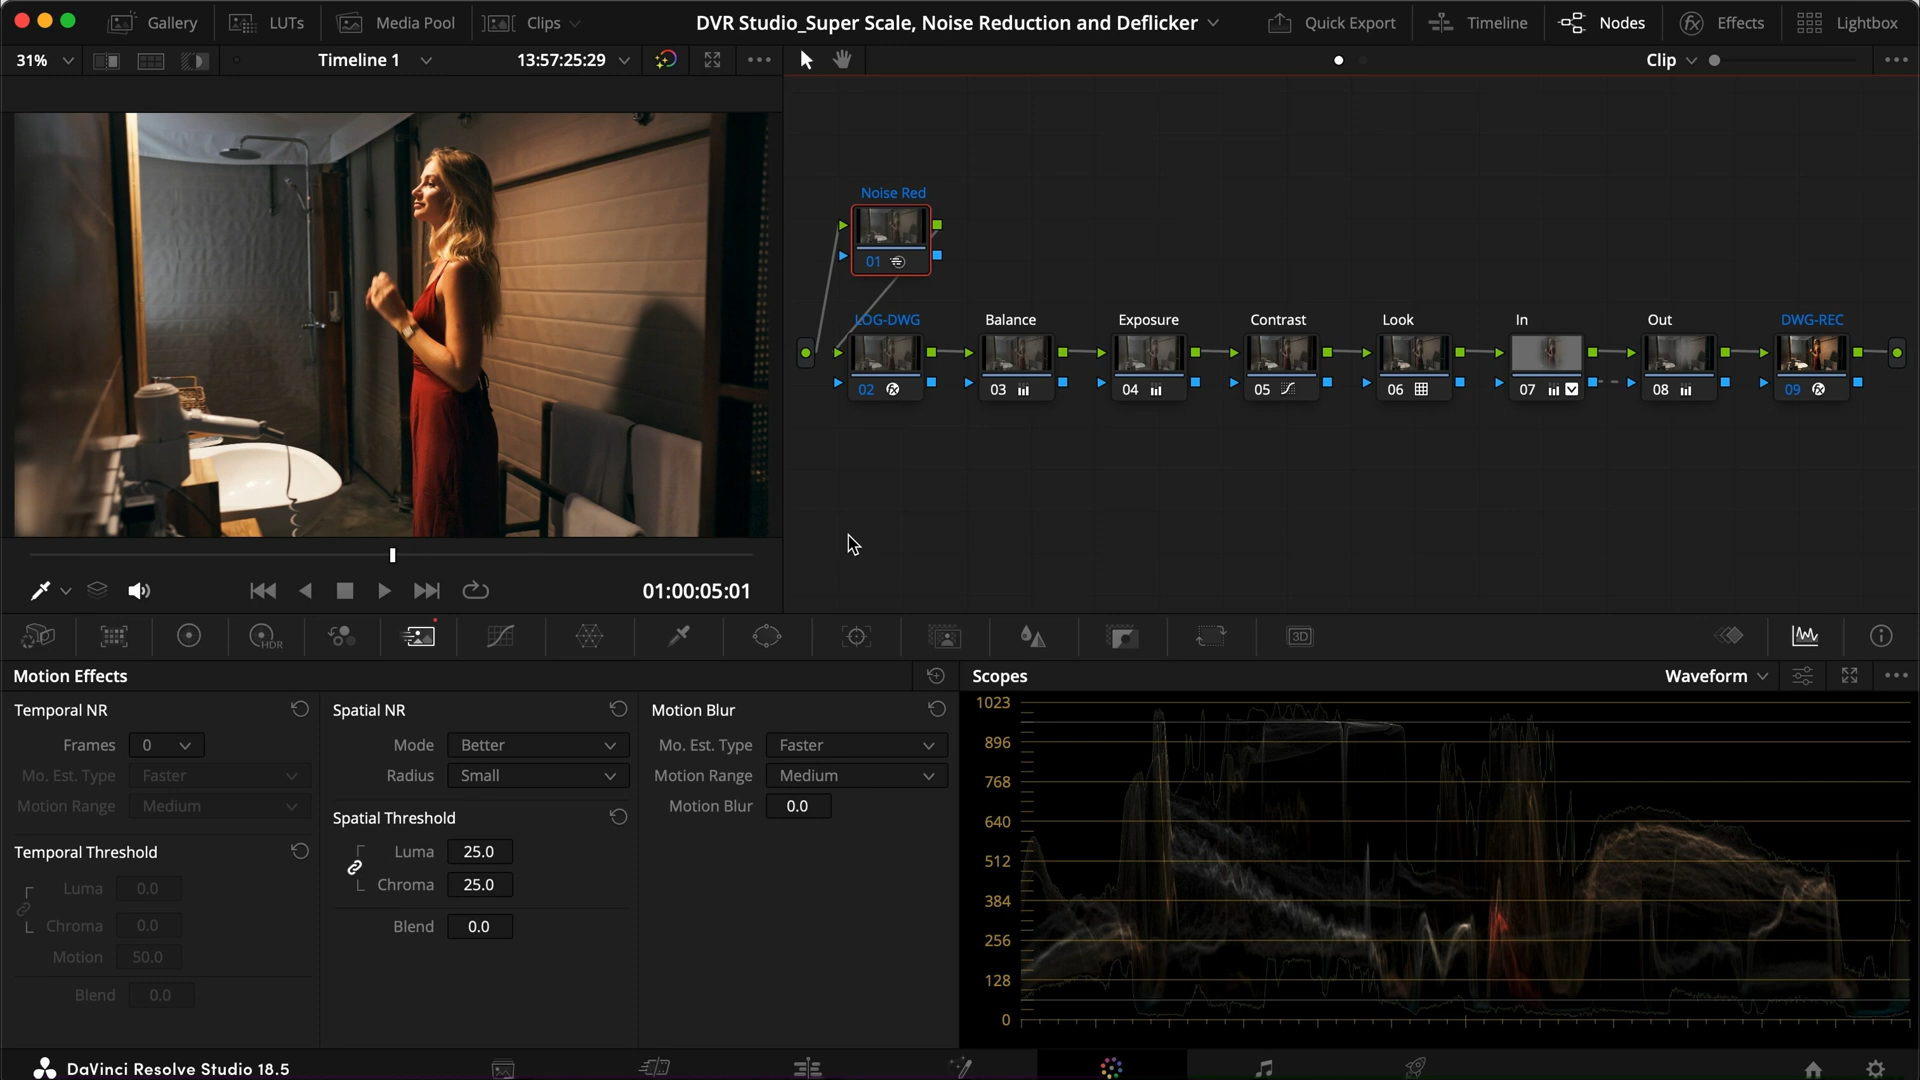 Gallery
LUTs
Media Pool
Clips
DVR Studio_Super Scale, Noise Reduction and Deflicker
Quick Export
Timeline
Nodes
Effects
Lightbox
31%
Timeline 1
13:57:25:29
Clip
Noise Red
01
LOG-DWG
Balance
Exposure
Contrast
Look
In
Out
DWG-REC
02
03
04
05
06
07
08
09
01:00:05:01
HDR
3D
Motion Effects
Temporal NR
Frames 0
Mo. Est. Type Faster
Motion Range Medium
Temporal Threshold
Luma 0.0
Chroma 0.0
Motion 50.0
Blend 0.0
Spatial NR
Mode Better
Radius Small
Spatial Threshold
Luma 25.0
Chroma 25.0
Blend 0.0
Motion Blur
Mo. Est. Type Faster
Motion Range Medium
Motion Blur 0.0
Scopes
Waveform
1023
896
768
640
512
384
256
128
0
DaVinci Resolve Studio 18.5